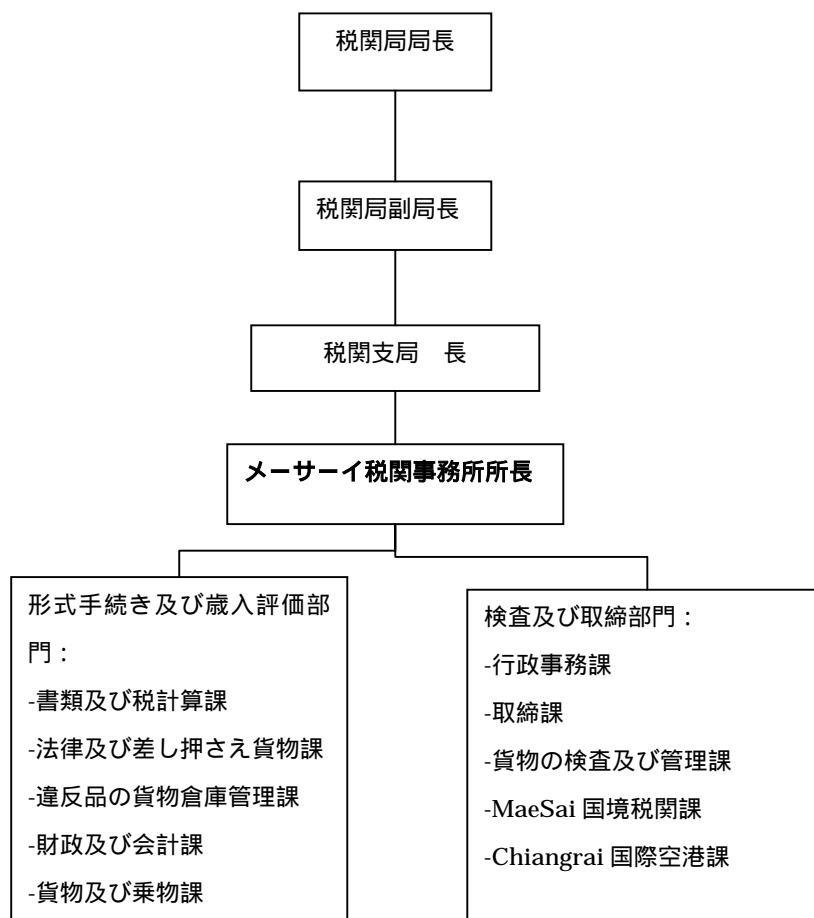 税関局局長
税関局副局長
税関支局　長
メーサーイ税関事務所所長
形式手続き及び歳入評価部
門：
-書類及び税計算課
-法律及び差し押さえ貨物課
-違反品の貨物倉庫管理課
-財政及び会計課
-貨物及び乗物課
検査及び取締部門：
-行政事務課
-取締課
-貨物の検査及び管理課
-MaeSai 国境税関課
-Chiangrai 国際空港課